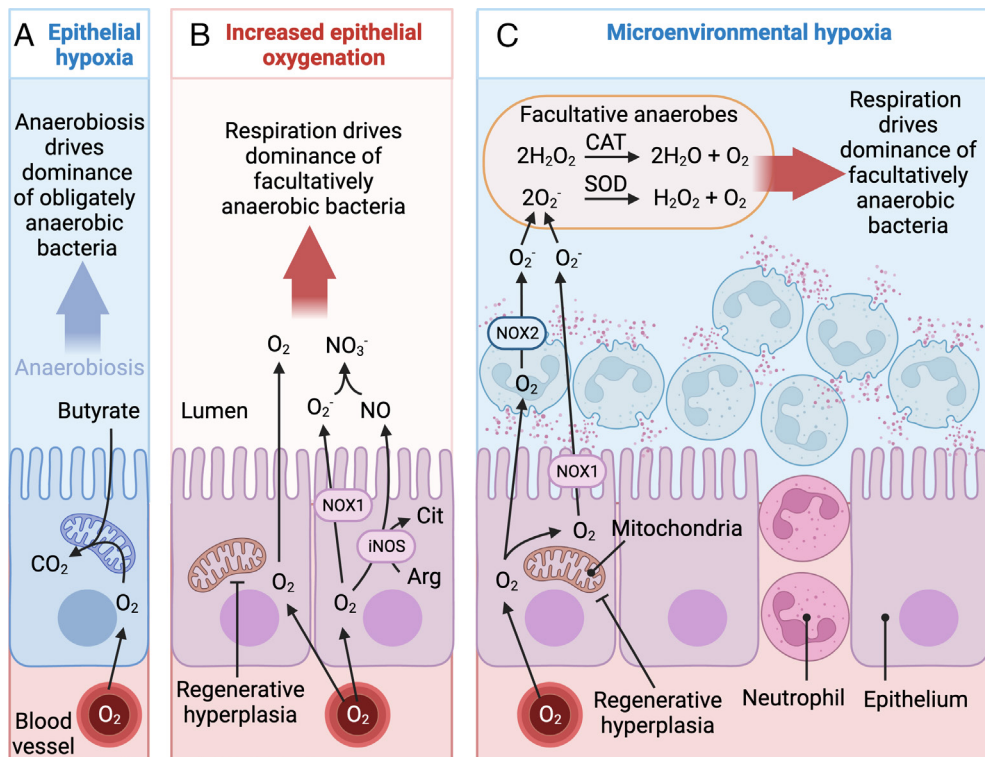 A
Epithelial
hypoxia
Anaerobiosis
drives
dominance
of obligately
anaerobic
bacteria
Anaerobiosis
Butyrate
CO₂
O₂
Blood
vessel
O₂
B
Increased epithelial
oxygenation
Respiration drives
dominance of
facultatively
anaerobic bacteria
O₂
NO₃⁻
Lumen
O₂⁻
NO
NOX1
Cit
iNOS
Arg
O₂
O₂
Regenerative
hyperplasia
O₂
C
Microenvironmental hypoxia
Facultative anaerobes
2H₂O₂ CAT 2H₂O + O₂
2O₂⁻ SOD H₂O₂ + O₂
Respiration
drives
dominance of
facultatively
anaerobic
bacteria
O₂⁻
O₂⁻
NOX2
O₂
NOX1
O₂
Mitochondria
O₂
O₂
Regenerative
hyperplasia
Neutrophil
Epithelium